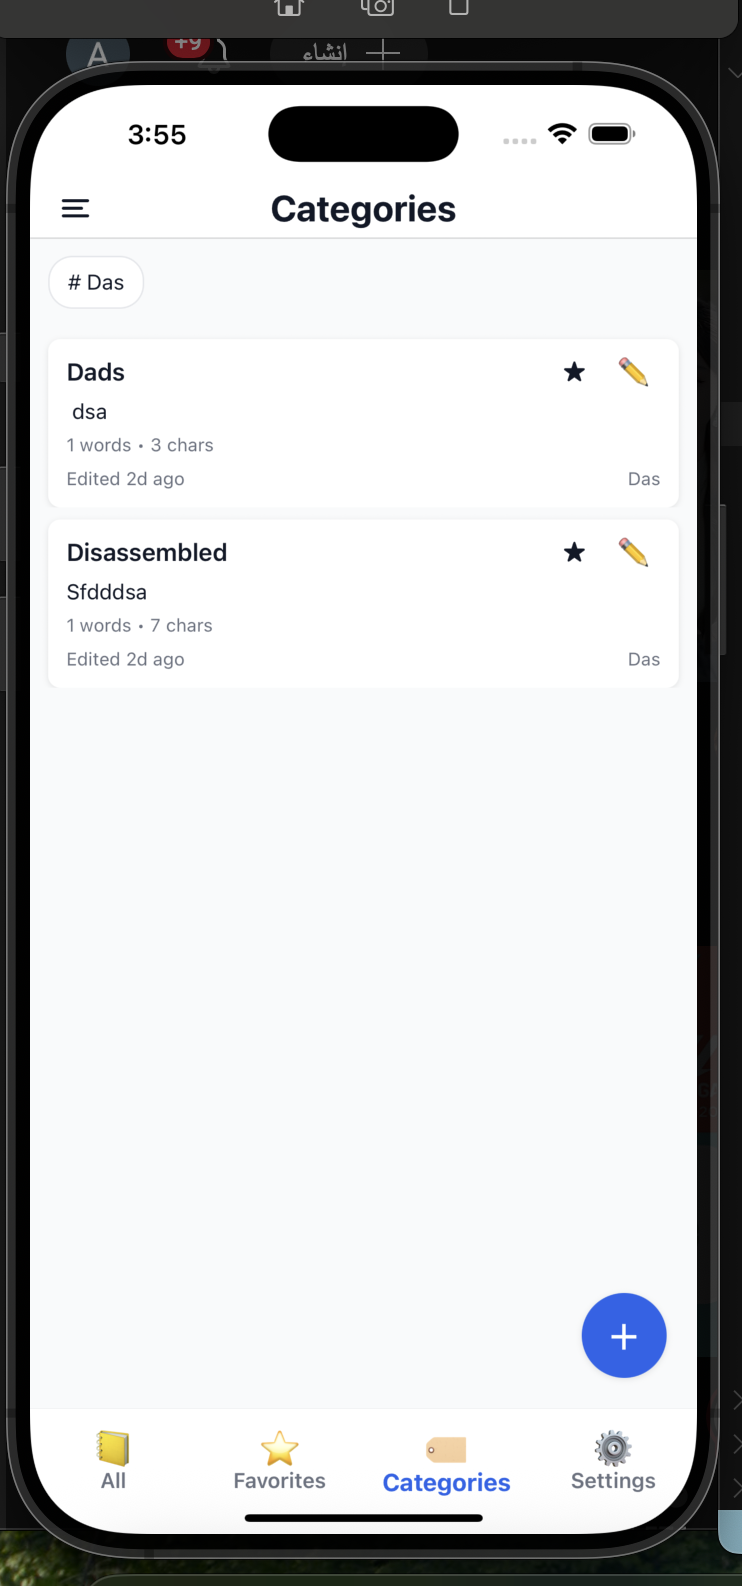 A
+9
إنشاء
3:55
Categories
# Das
Dads
dsa
1 words • 3 chars
Edited 2d ago
Das
Disassembled
Sfdddsa
1 words • 7 chars
Edited 2d ago
Das
All
Favorites
Categories
Settings